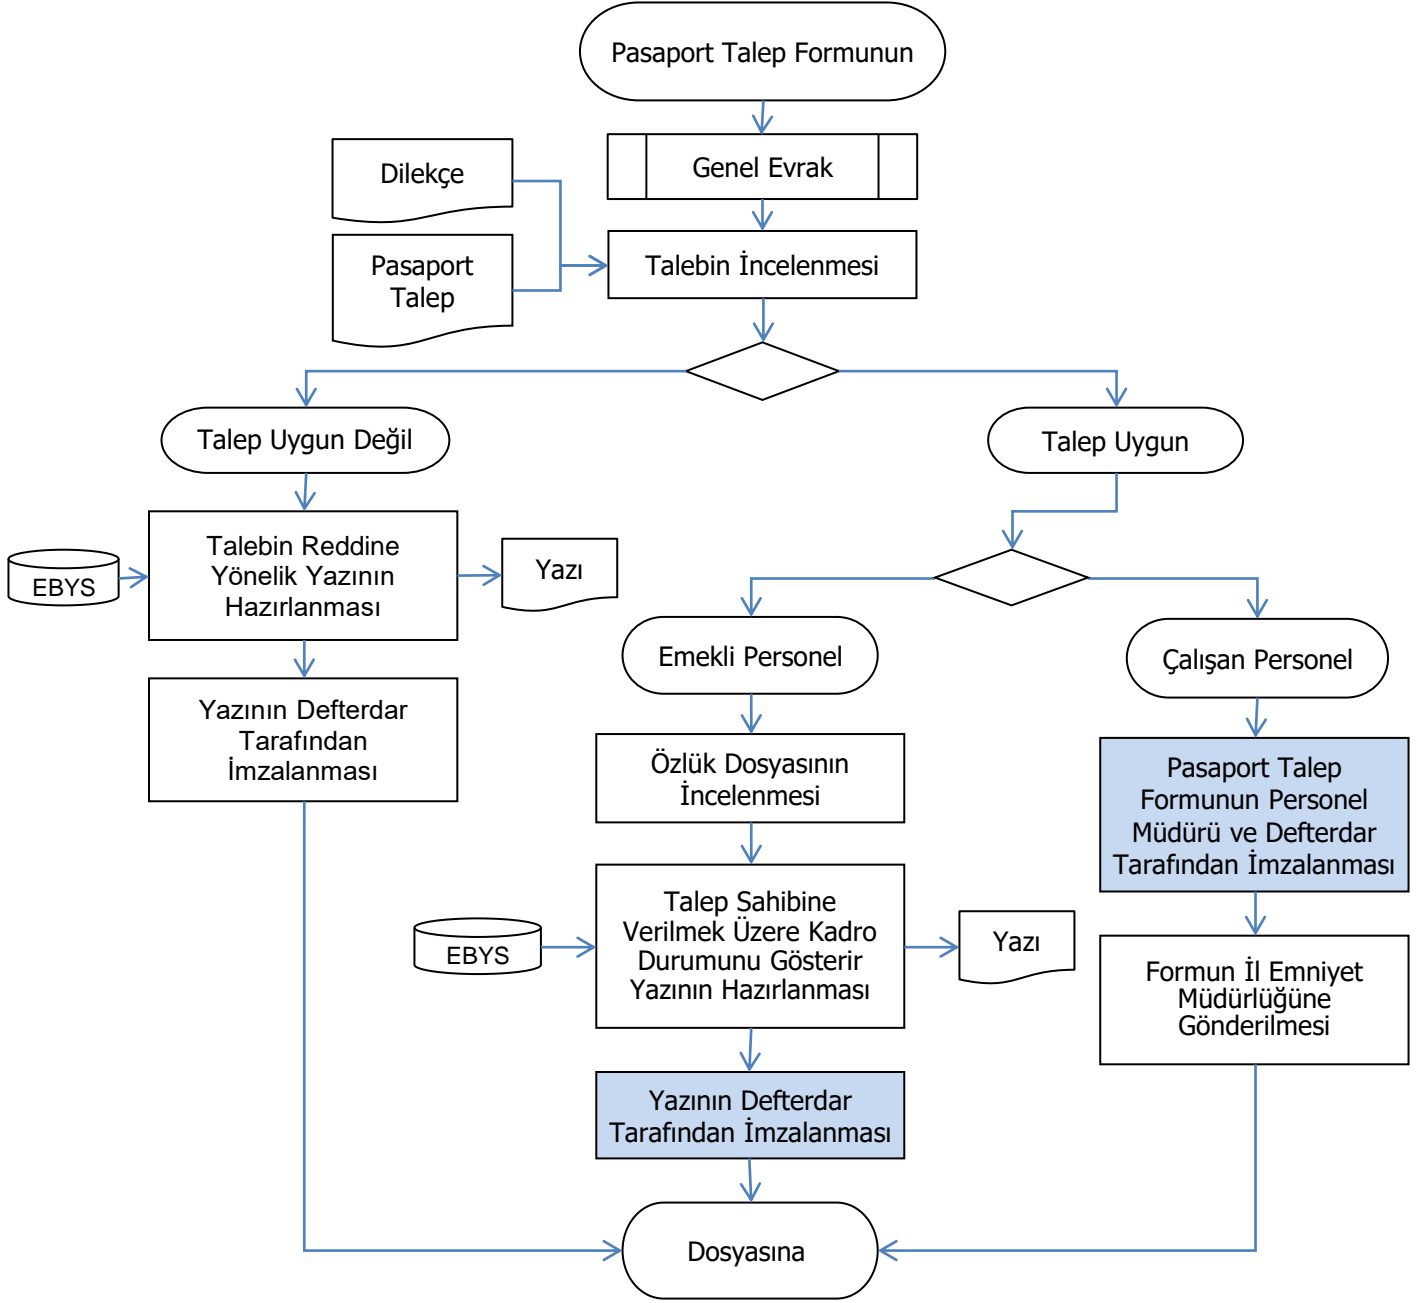 Pasaport Talep Formunun
Genel Evrak
Dilekçe
Pasaport
Talep
Talebin İncelenmesi
Talep Uygun Değil
Talep Uygun
EBYS
Talebin Reddine
Yönelik Yazının
Hazırlanması
Yazı
Yazının Defterdar
Tarafından
İmzalanması
Emekli Personel
Çalışan Personel
Özlük Dosyasının
İncelenmesi
Pasaport Talep
Formunun Personel
Müdürü ve Defterdar
Tarafından İmzalanması
EBYS
Talep Sahibine
Verilmek Üzere Kadro
Durumunu Gösterir
Yazının Hazırlanması
Yazı
Formun İl Emniyet
Müdürlüğüne
Gönderilmesi
Yazının Defterdar
Tarafından İmzalanması
Dosyasına